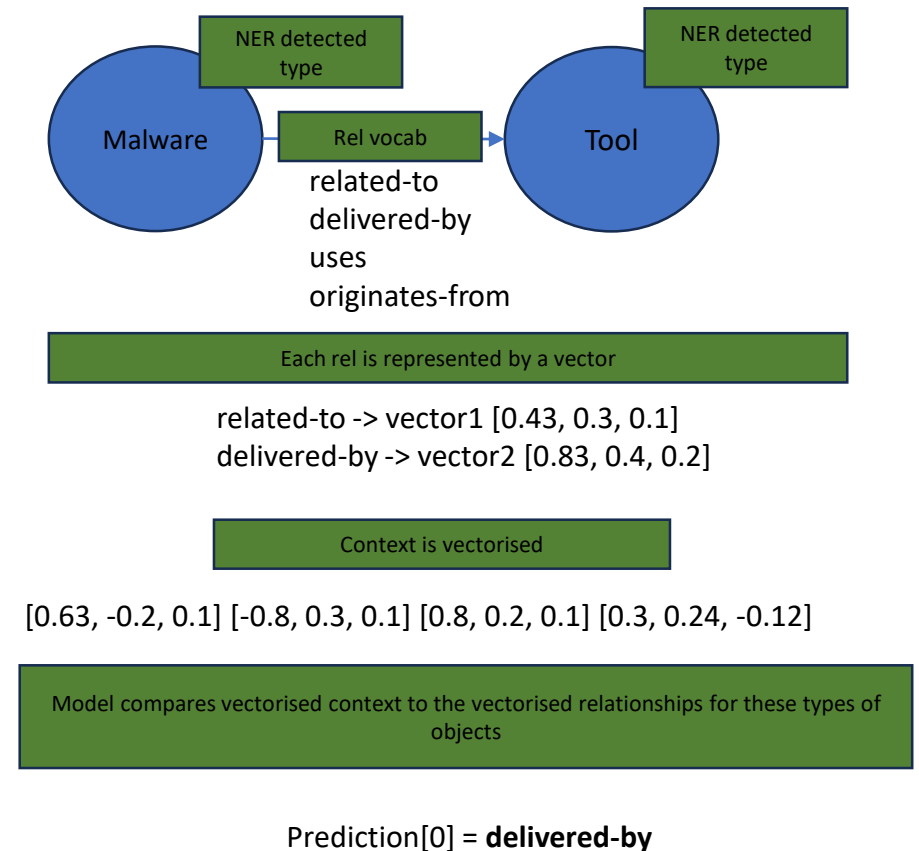 NER detected
type
NER detected
type
Malware
Rel vocab
Tool
related-to
delivered-by
uses
originates-from
Each rel is represented by a vector
related-to -> vector1 [0.43, 0.3, 0.1]
delivered-by -> vector2 [0.83, 0.4, 0.2]
Context is vectorised
[0.63, -0.2, 0.1] [-0.8, 0.3, 0.1] [0.8, 0.2, 0.1] [0.3, 0.24, -0.12]
Model compares vectorised context to the vectorised relationships for these types of
objects
Prediction[0] = delivered-by